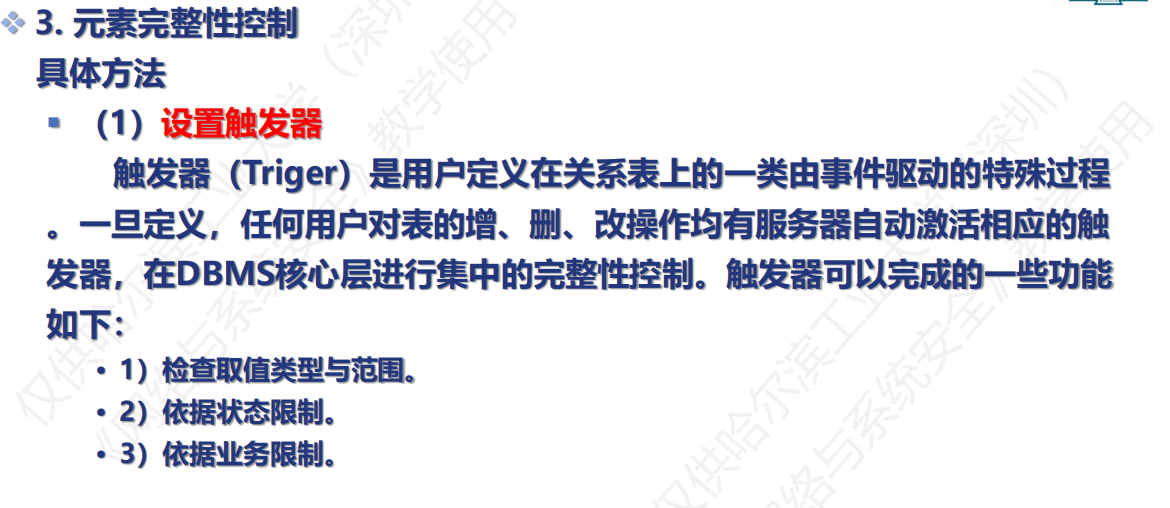 3. 元素完整性控制
具体方法
（1）设置触发器
触发器（Triger）是用户定义在关系表上的一类由事件驱动的特殊过程
。一旦定义，任何用户对表的增、删、改操作均有服务器自动激活相应的触
发器，在DBMS核心层进行集中的完整性控制。触发器可以完成的一些功能
如下：
• 1）检查取值类型与范围。
• 2）依据状态限制。
• 3）依据业务限制。